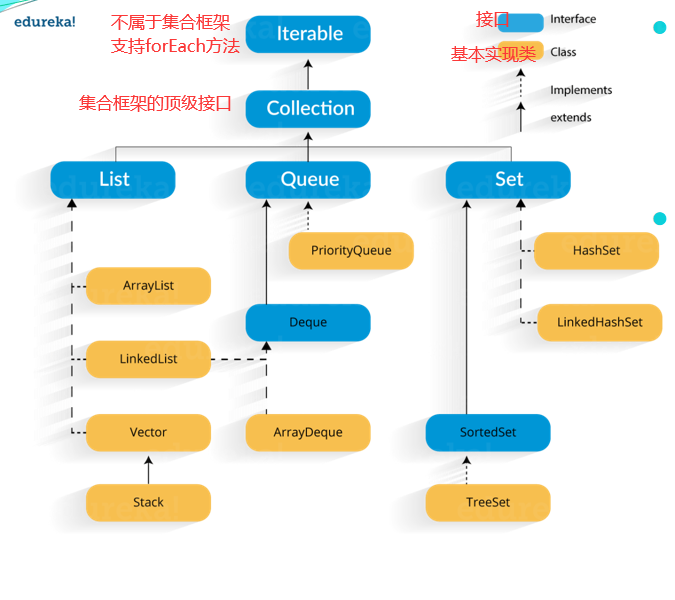 edureka!
不属于集合框架
支持forEach方法
Iterable
接口
Interface
基本实现类
Class
集合框架的顶级接口
Collection
Implements
extends
List
Queue
Set
PriorityQueue
HashSet
ArrayList
Deque
LinkedHashSet
LinkedList
Vector
ArrayDeque
SortedSet
Stack
TreeSet